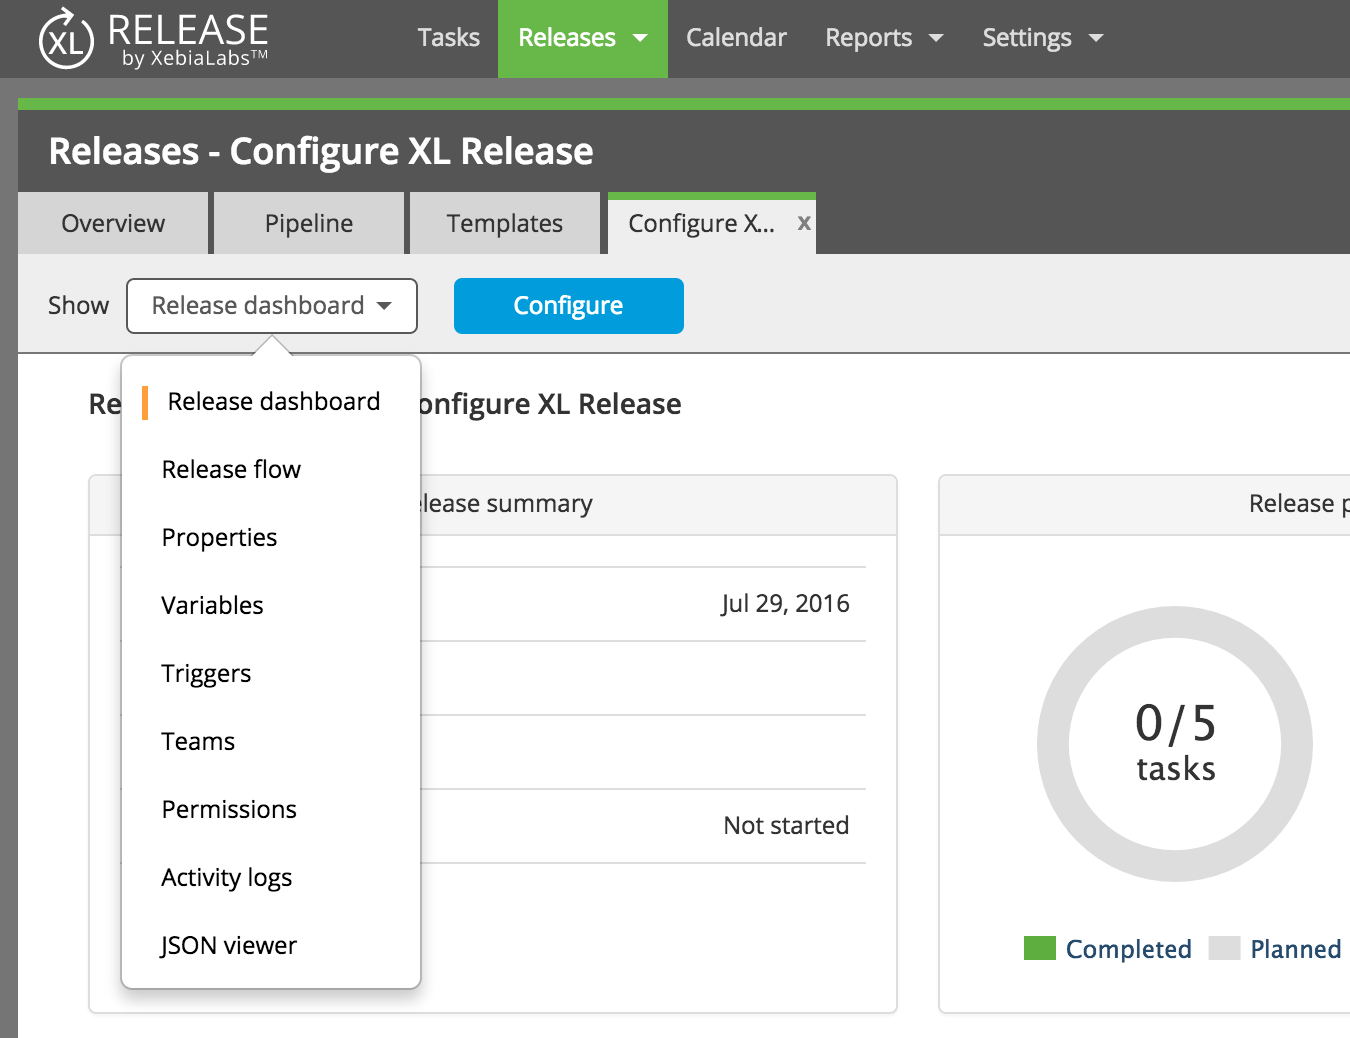 XL RELEASE
by XebiaLabs™
Tasks Releases Calendar Reports Settings
Releases - Configure XL Release
Overview Pipeline Templates Configure X... x
Show Release dashboard Configure
Release dashboard
Release flow
Properties
Variables
Triggers
Teams
Permissions
Activity logs
JSON viewer
Re onfigure XL Release
elease summary
Jul 29, 2016
Not started
Release p
0/5
tasks
Completed Planned